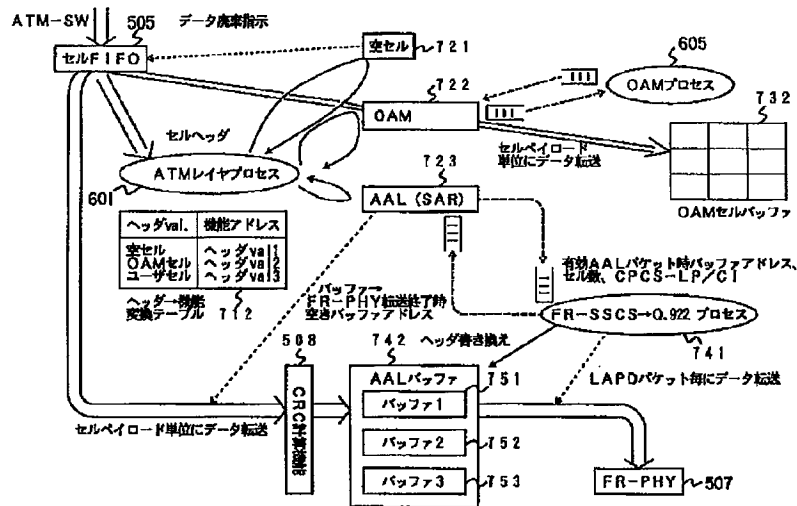 ATM-SW
505
データ廃棄指示
セルFIFO
空セル
721
722
605
OAMプロセス
OAM
732
セルヘッダ
セルペイロード
単位にデータ転送
ATMレイヤプロセス
601
723
AAL (SAR)
OAMセルバッファ
ヘッダval.
機能アドレス
空セル
ヘッダval1
OAMセル
ヘッダval2
ユーザセル
ヘッダval3
ヘッダー→機能
変換テーブル
712
有効AALパケット時バッファアドレス、
セル数、CPCS-LP/CI
バッファ→
FR-PHY転送終了時
空きバッファアドレス
FR-SSCS→Q.922 プロセス
741
508
742
ヘッダ書き換え
LAPDパケット毎にデータ転送
AALバッファ
751
バッファ1
CRC計算機能
セルペイロード単位にデータ転送
バッファ2
752
バッファ3
753
FR-PHY
507